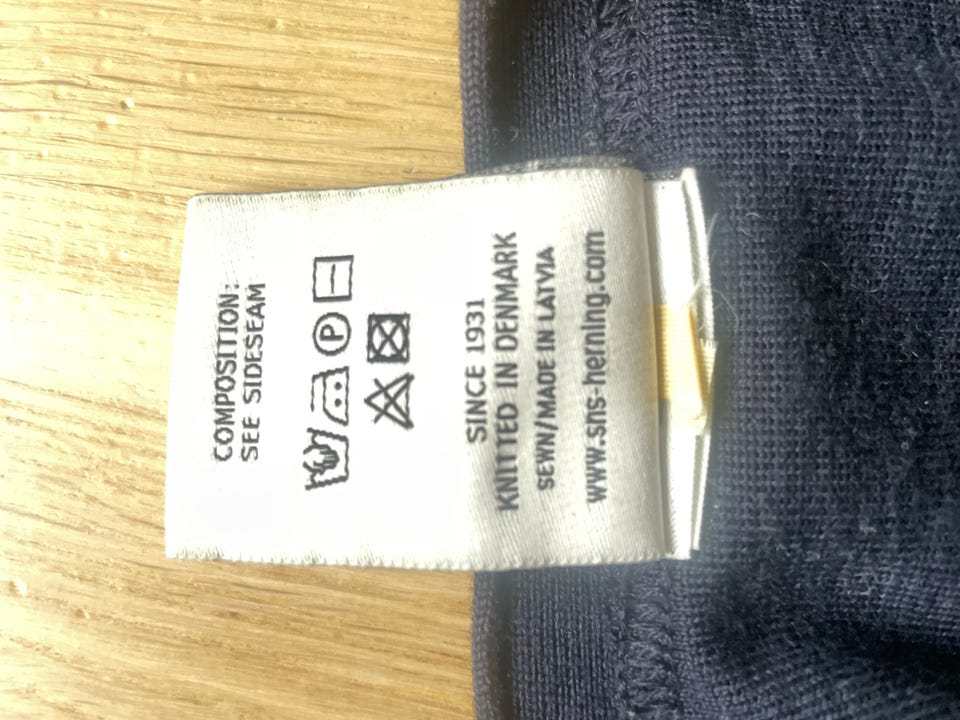 COMPOSITION:
SEE SIDESEAM
P
SINCE 1931
KNITTED IN DENMARK
SEWN/MADE IN LATVIA
www.sns-herning.com